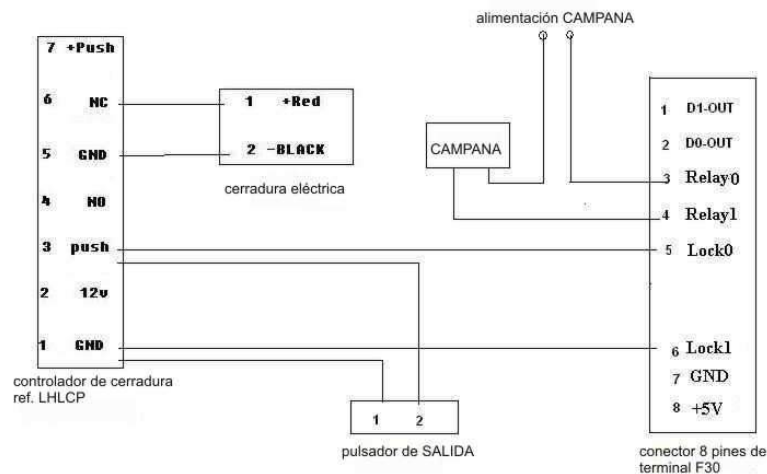 alimentación CAMPANA
7 +Push
6 NC
5 GND
4 NO
3 push
2 12v
1 GND
controlador de cerradura
ref. LHLCP
1 +Red
2 -BLACK
cerradura eléctrica
CAMPANA
1 2
pulsador de SALIDA
1 D1-OUT
2 D0-OUT
3 Relay0
4 Relay1
5 Lock0
6 Lock1
7 GND
8 +5V
conector 8 pines de
terminal F30